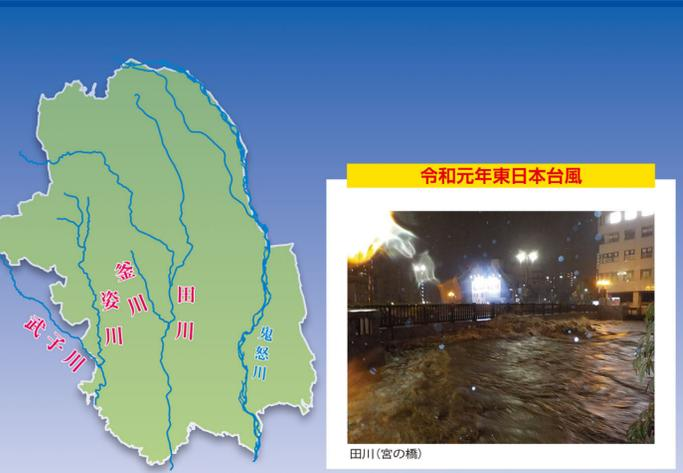 釜川
姿川
田川
武子川
鬼怒川
令和元年東日本台風
田川(宮の橋)